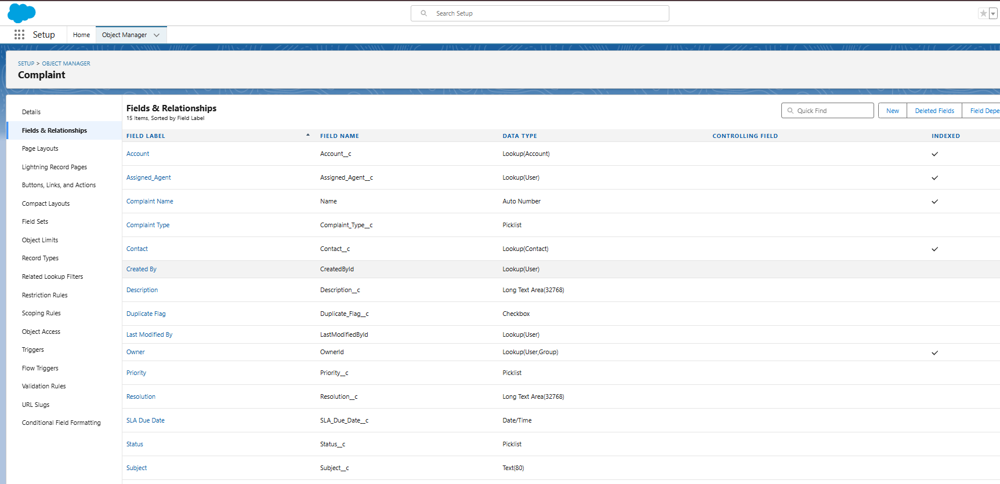 Search Setup
Setup Home Object Manager
SETUP > OBJECT MANAGER
Complaint
Details
Fields & Relationships
Page Layouts
Lightning Record Pages
Buttons, Links, and Actions
Compact Layouts
Field Sets
Object Limits
Record Types
Related Lookup Filters
Restriction Rules
Scoping Rules
Object Access
Triggers
Flow Triggers
Validation Rules
URL Slugs
Conditional Field Formatting
Fields & Relationships
15 Items, Sorted by Field Label
Quick Find New Deleted Fields Field Depe
FIELD LABEL FIELD NAME DATA TYPE CONTROLLING FIELD INDEXED
Account Account__c Lookup(Account) ✓
Assigned_Agent Assigned_Agent__c Lookup(User) ✓
Complaint Name Name Auto Number ✓
Complaint Type Complaint_Type__c Picklist
Contact Contact__c Lookup(Contact) ✓
Created By CreatedById Lookup(User)
Description Description__c Long Text Area(32768)
Duplicate Flag Duplicate_Flag__c Checkbox
Last Modified By LastModifiedById Lookup(User)
Owner OwnerId Lookup(User,Group) ✓
Priority Priority__c Picklist
Resolution Resolution__c Long Text Area(32768)
SLA Due Date SLA_Due_Date__c Date/Time
Status Status__c Picklist
Subject Subject__c Text(80)